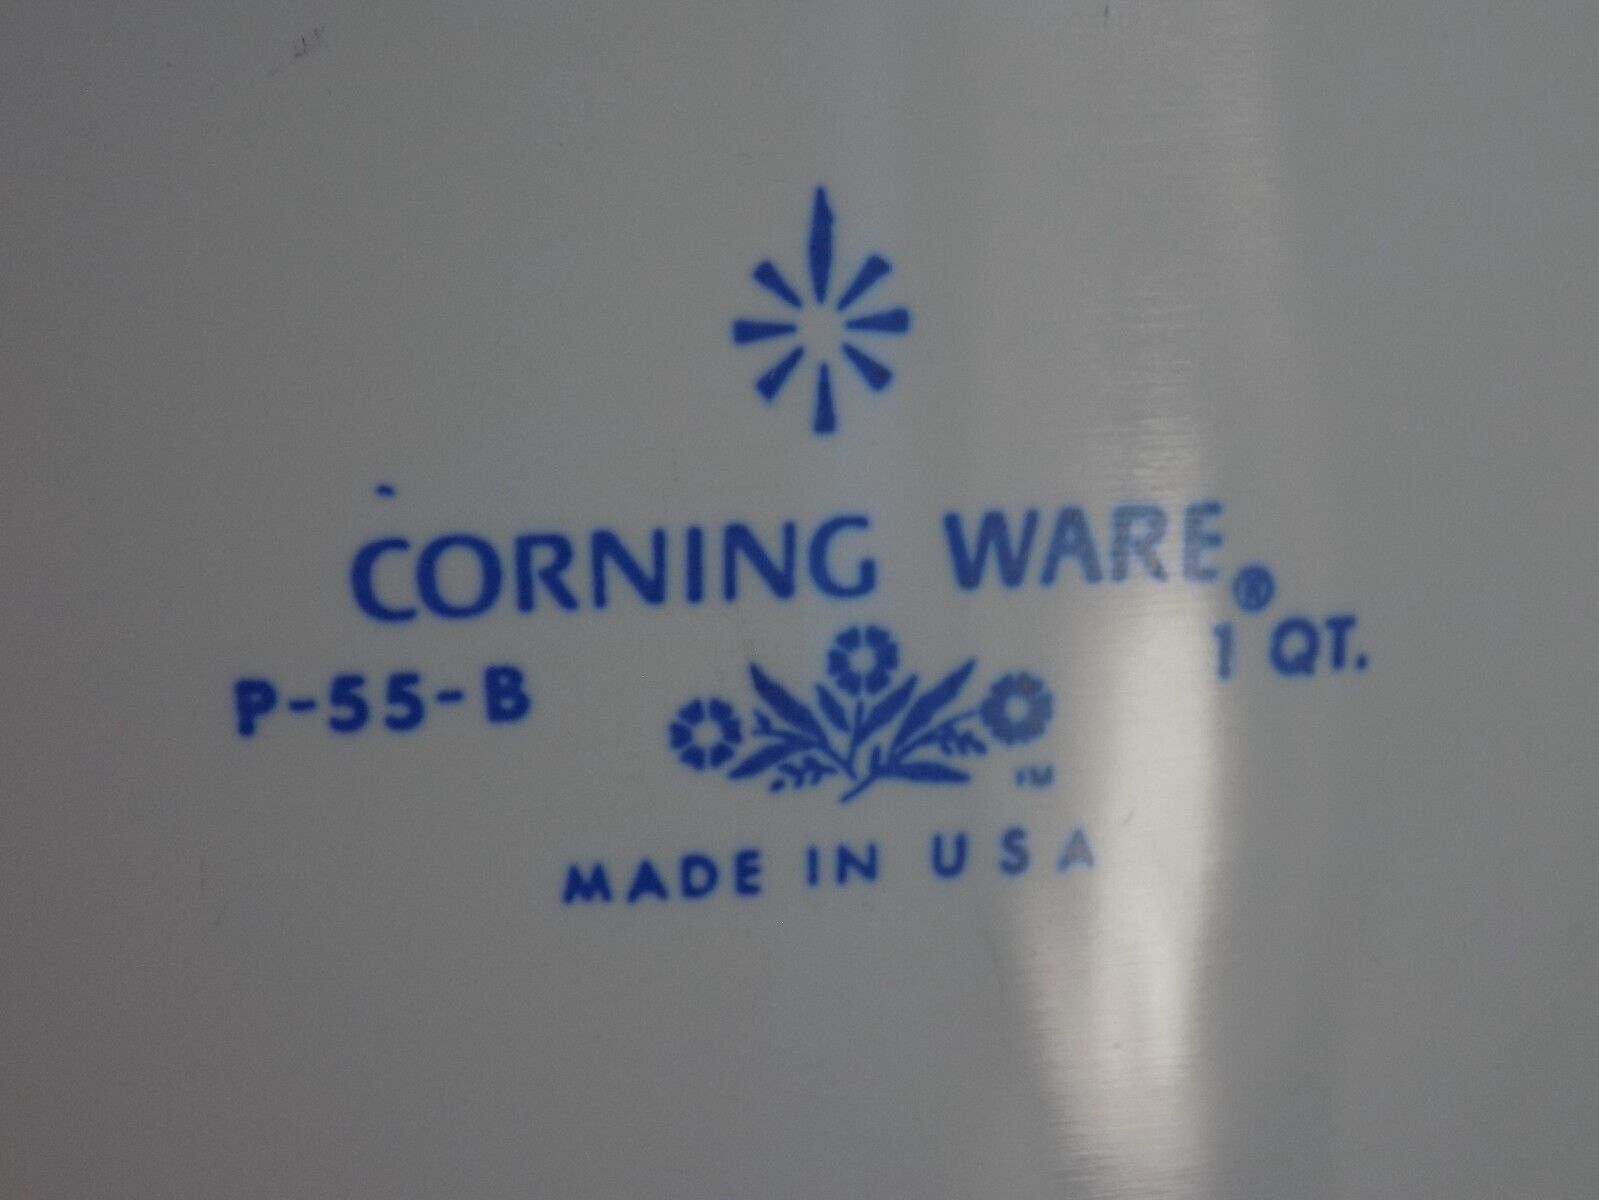 CORNING WARE®
P-55-B 1 QT.
TM
MADE IN USA